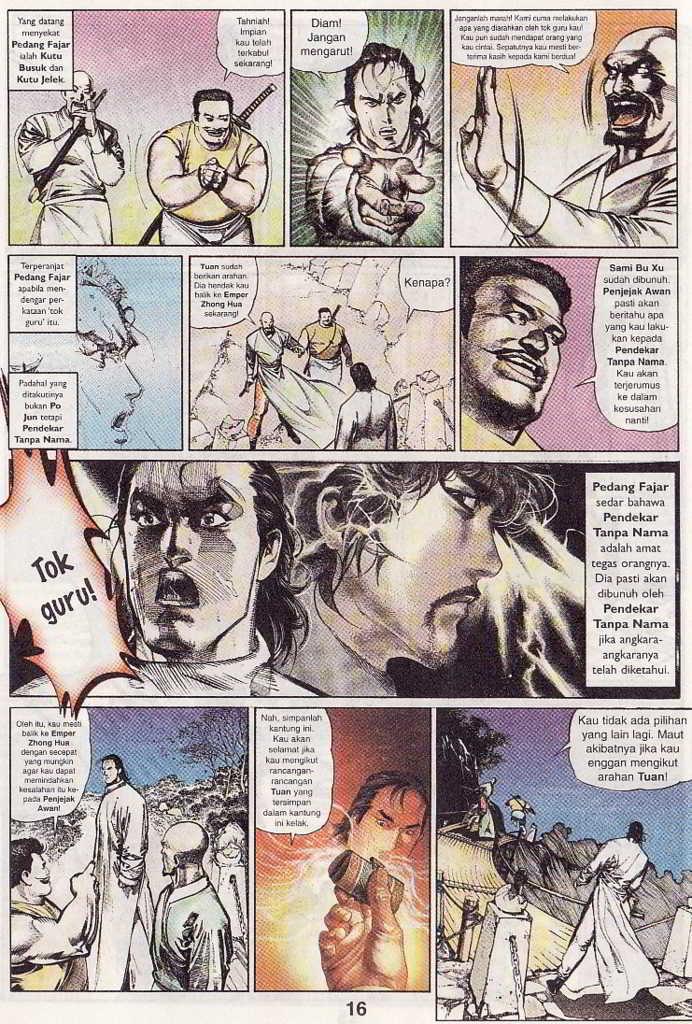 Yang datang
menyekat
Pedang Fajar
ialah Kutu
Busuk dan
Kutu Jelek.
Tahniah!
Impian
kau telah
terkabul
sekarang!
Diam!
Jangan
mengarut!
Janganlah marah! Kami cuma melakukan
apa yang diarahkan oleh tok guru kau!
Kau pun sudah mendapat orang yang
kau cintai. Sepatutnya kau mesti ber-
terima kasih kepada kami berdua!
Terperanjat
Pedang Fajar
apabila men-
dengar per-
kataan 'tok
guru' itu.
Padahal yang
ditakutinya
bukan Po
Jun tetapi
Pendekar
Tanpa Nama.
Tuan sudah
berikan arahan.
Dia hendak kau
balik ke Emper
Zhong Hua
sekarang!
Kenapa?
Sami Bu Xu
sudah dibunuh.
Penjejak Awan
pasti akan
beritahu apa
yang kau laku-
kan kepada
Pendekar
Tanpa Nama.
Kau akan
terjerumus
ke dalam
kesusahan
nanti!
Tok
guru!
Pedang Fajar
sedar bahawa
Pendekar
Tanpa Nama
adalah amat
tegas orangnya.
Dia pasti akan
dibunuh oleh
Pendekar
Tanpa Nama
jika angkara-
angkaranya
telah diketahui.
Oleh itu, kau mesti
balik ke Emper
Zhong Hua
dengan secepat
yang mungkin
agar kau dapat
memindahkan
kesalahan itu ke-
pada Penjejak
Awan!
Nah, simpanlah
kantung ini.
Kau akan
selamat jika
kau mengikut
rancangan-
rancangan
Tuan yang
tersimpan
dalam kantung
ini kelak.
Kau tidak ada pilihan
yang lain lagi. Maut
akibatnya jika kau
enggan mengikut
arahan Tuan!
16